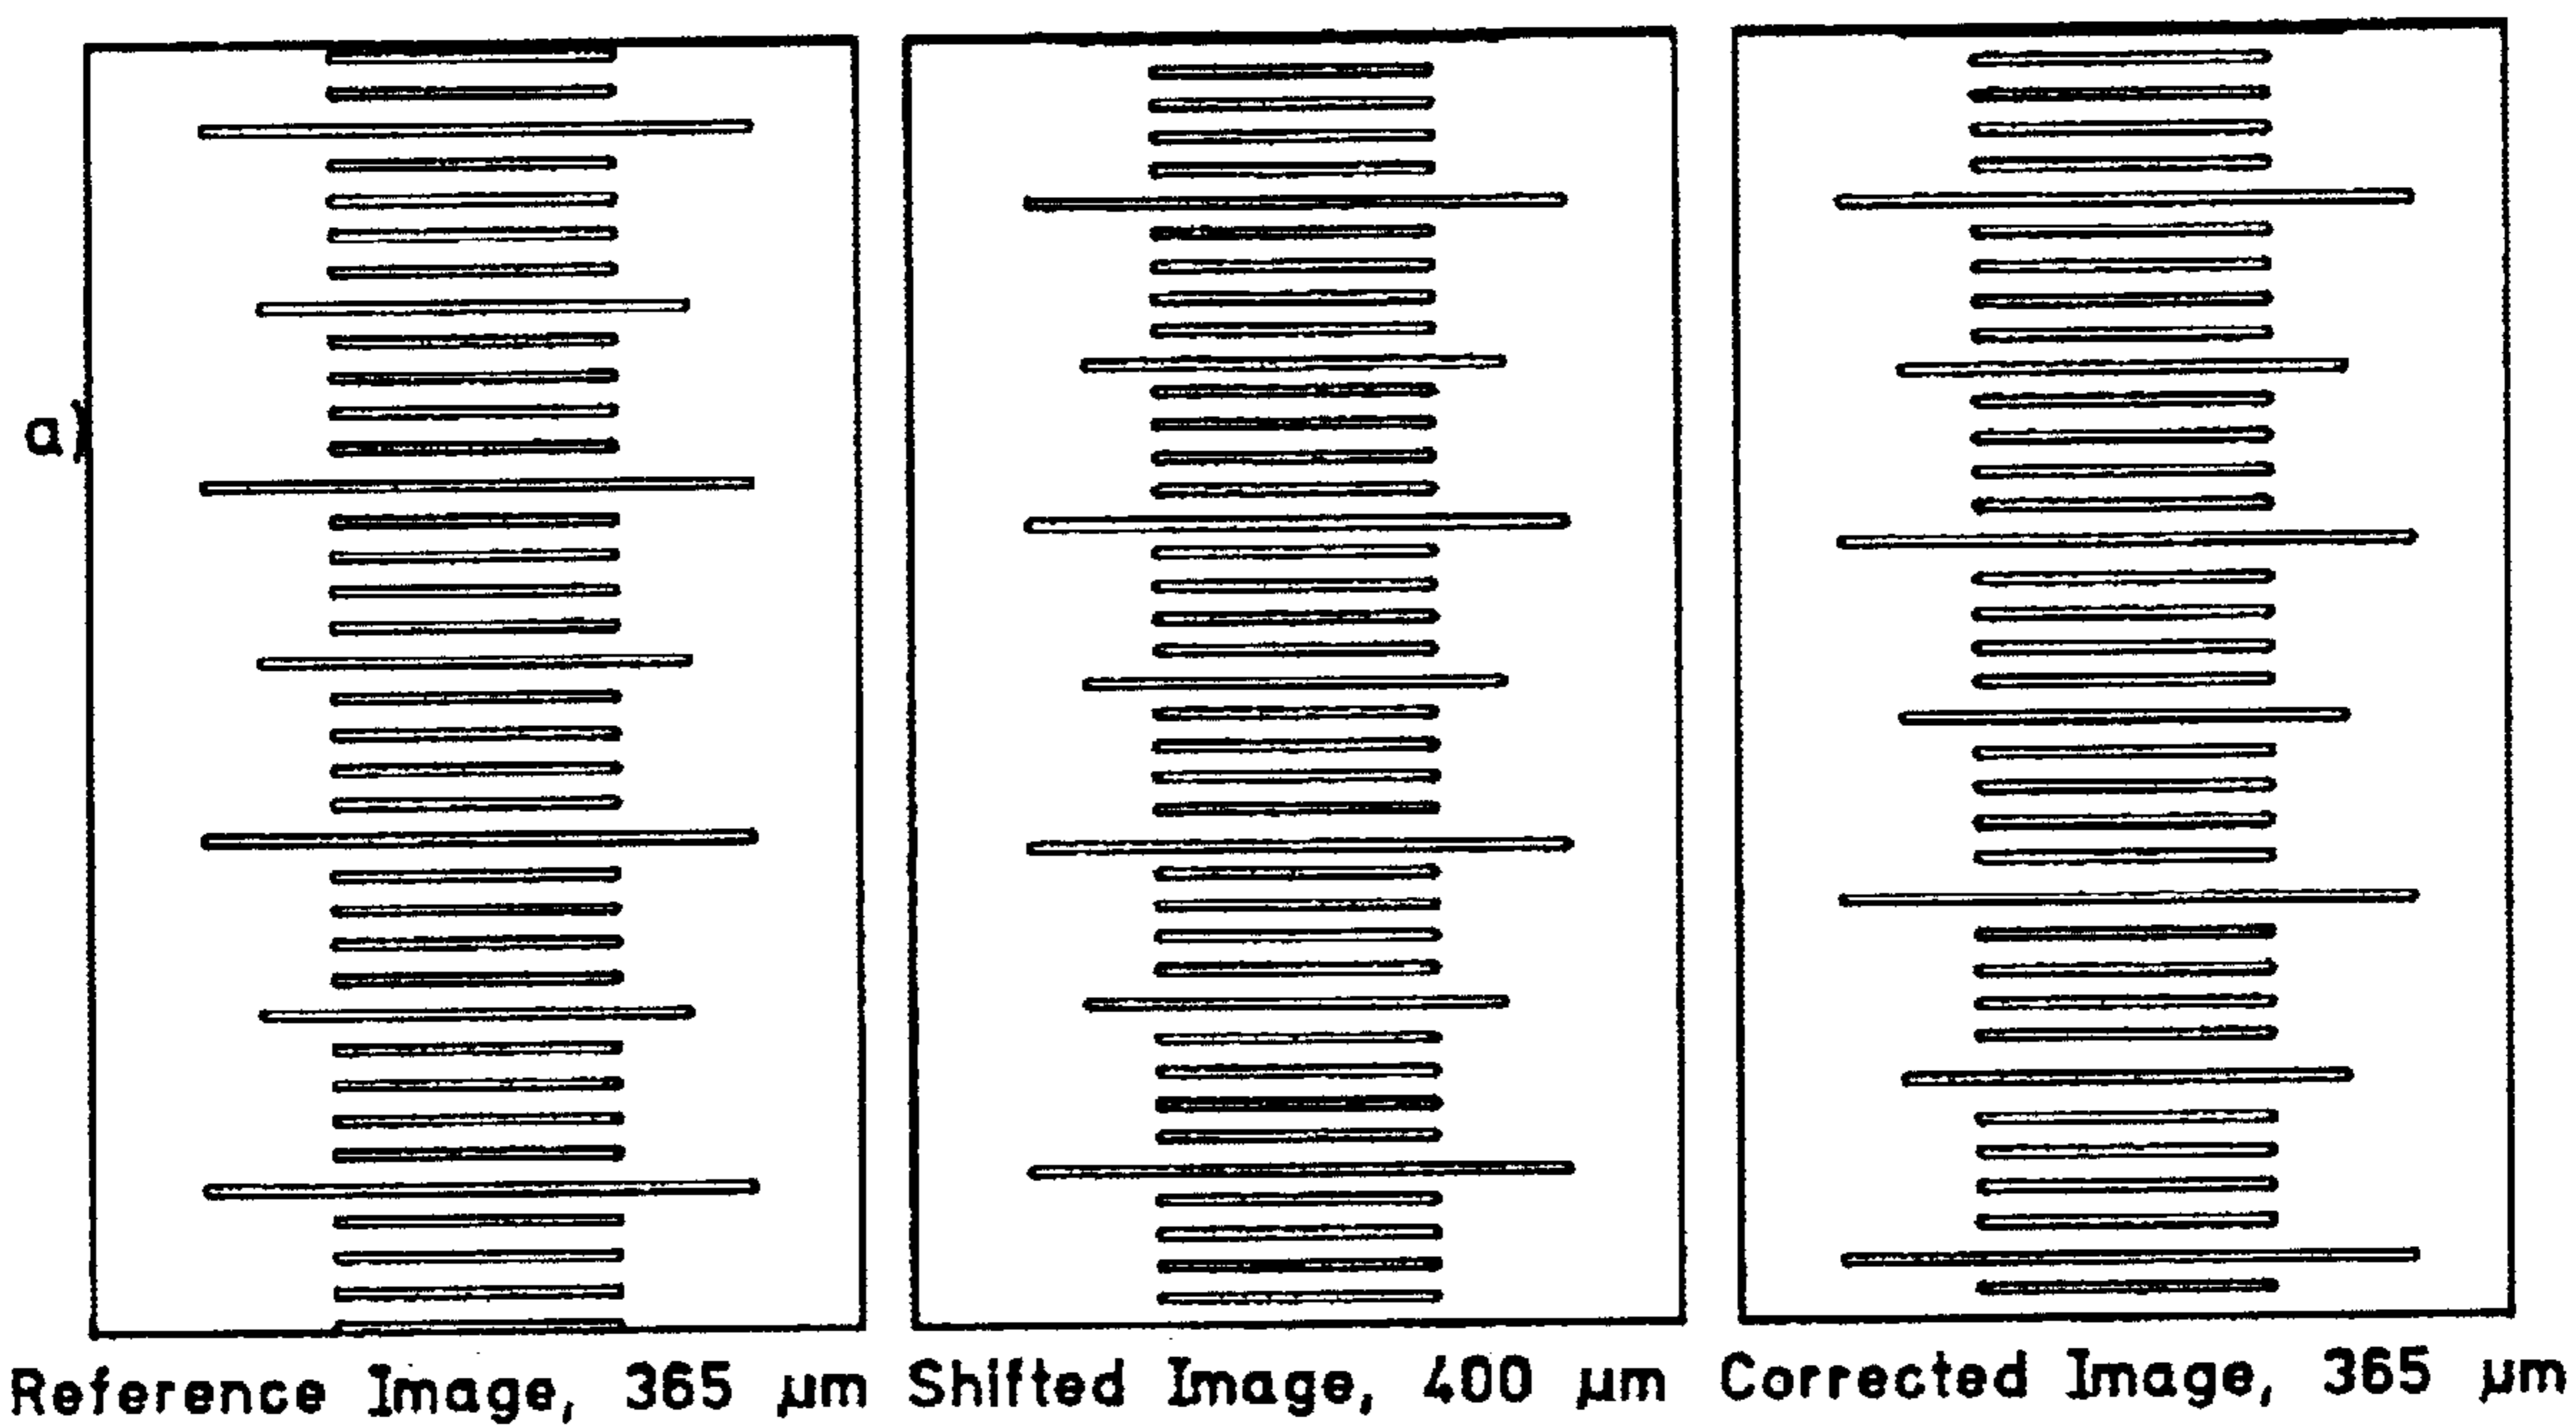 a)
Reference Image, 365 µm
Shifted Image, 400 µm
Corrected Image, 365 µm